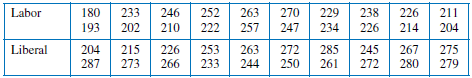 Labor 180 233 246 252 263 270 229 238 226 211
193 202 210 222 257 247 234 226 214 204
Liberal 204 215 226 253 263 272 285 245 267 275
287 273 266 233 244 250 261 272 280 279